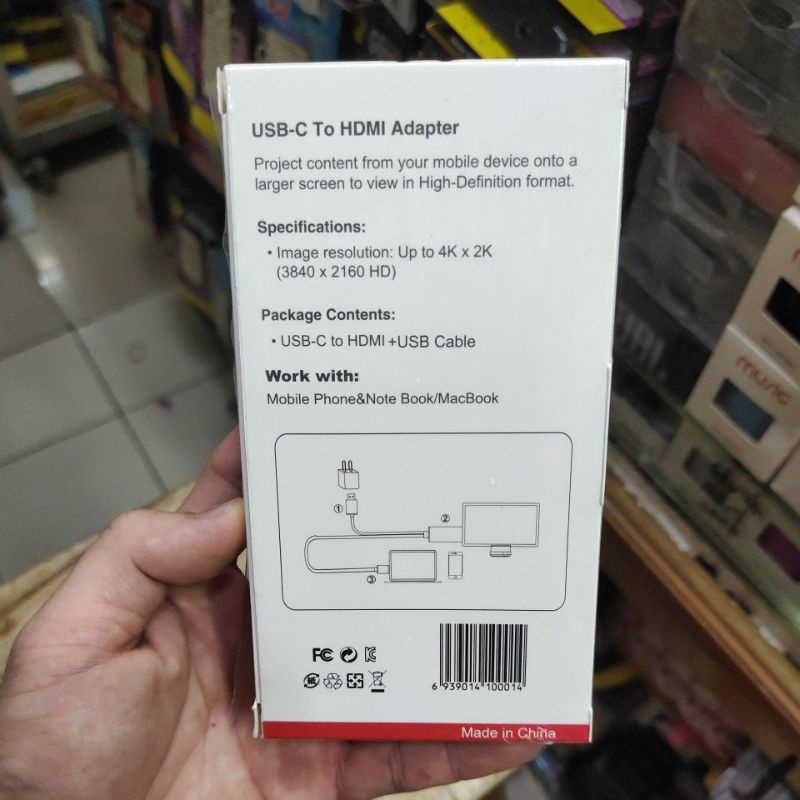 USB-C To HDMI Adapter
Project content from your mobile device onto a
larger screen to view in High-Definition format.
Specifications:
• Image resolution: Up to 4K x 2K
(3840 x 2160 HD)
Package Contents:
• USB-C to HDMI +USB Cable
Work with:
Mobile Phone&Note Book/MacBook
①
②
③
FC
6 939014 100014
Made in China
music